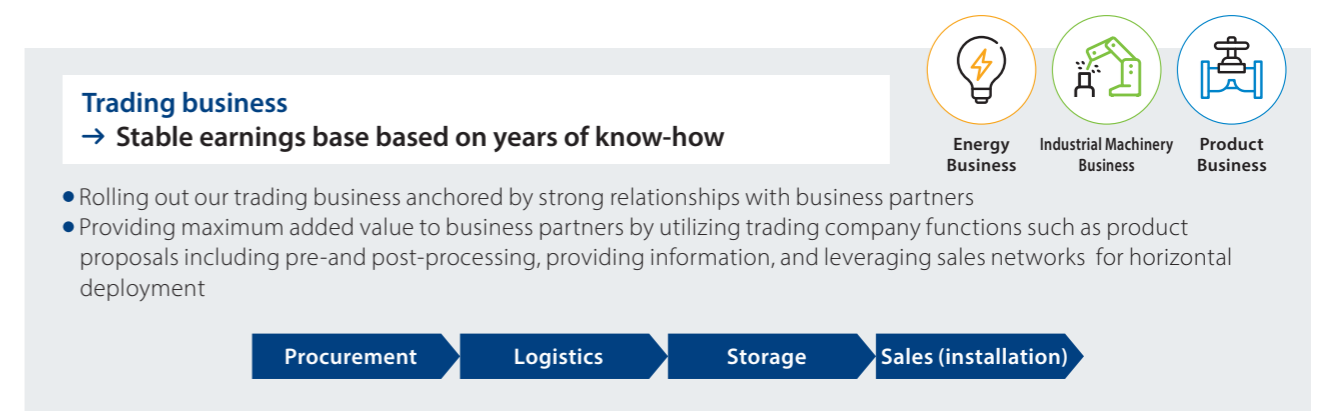 Trading business
→ Stable earnings base based on years of know-how
Energy
Business
Industrial Machinery
Business
Product
Business
● Rolling out our trading business anchored by strong relationships with business partners
● Providing maximum added value to business partners by utilizing trading company functions such as product
proposals including pre-and post-processing, providing information, and leveraging sales networks for horizontal
deployment
Procurement
Logistics
Storage
Sales (installation)